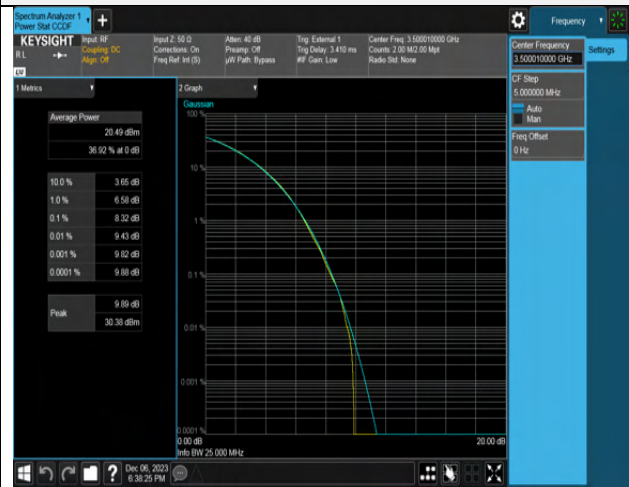 Spectrum Analyzer 1
Power Stat CCDF
Frequency
KEYSIGHT
RL
Input: RF
Coupling: DC
Align: Off
Input Z: 50 Ω
Corrections: On
Freq Ref: Int (S)
Atten: 40 dB
Preamp: Off
µW Path: Bypass
Trig: External 1
Trig Delay: 3.410 ms
#IF Gain: Low
Center Freq: 3.500010000 GHz
Counts: 2.00 M/2.00 Mpt
Radio Std: None
Center Frequency
3.500010000 GHz
Settings
CF Step
5.000000 MHz
Auto
Man
Freq Offset
0 Hz
1 Metrics
Average Power
20.49 dBm
36.92 % at 0 dB
10.0 % 3.65 dB
1.0 % 6.58 dB
0.1 % 8.32 dB
0.01 % 9.43 dB
0.001 % 9.82 dB
0.0001 % 9.88 dB
Peak
9.89 dB
30.38 dBm
2 Graph
Gaussian
100 %
10 %
1 %
0.1 %
0.01 %
0.001 %
0.0001 %
0.00 dB
20.00 dB
Info BW 25.000 MHz
Dec 06, 2023
6:38:25 PM